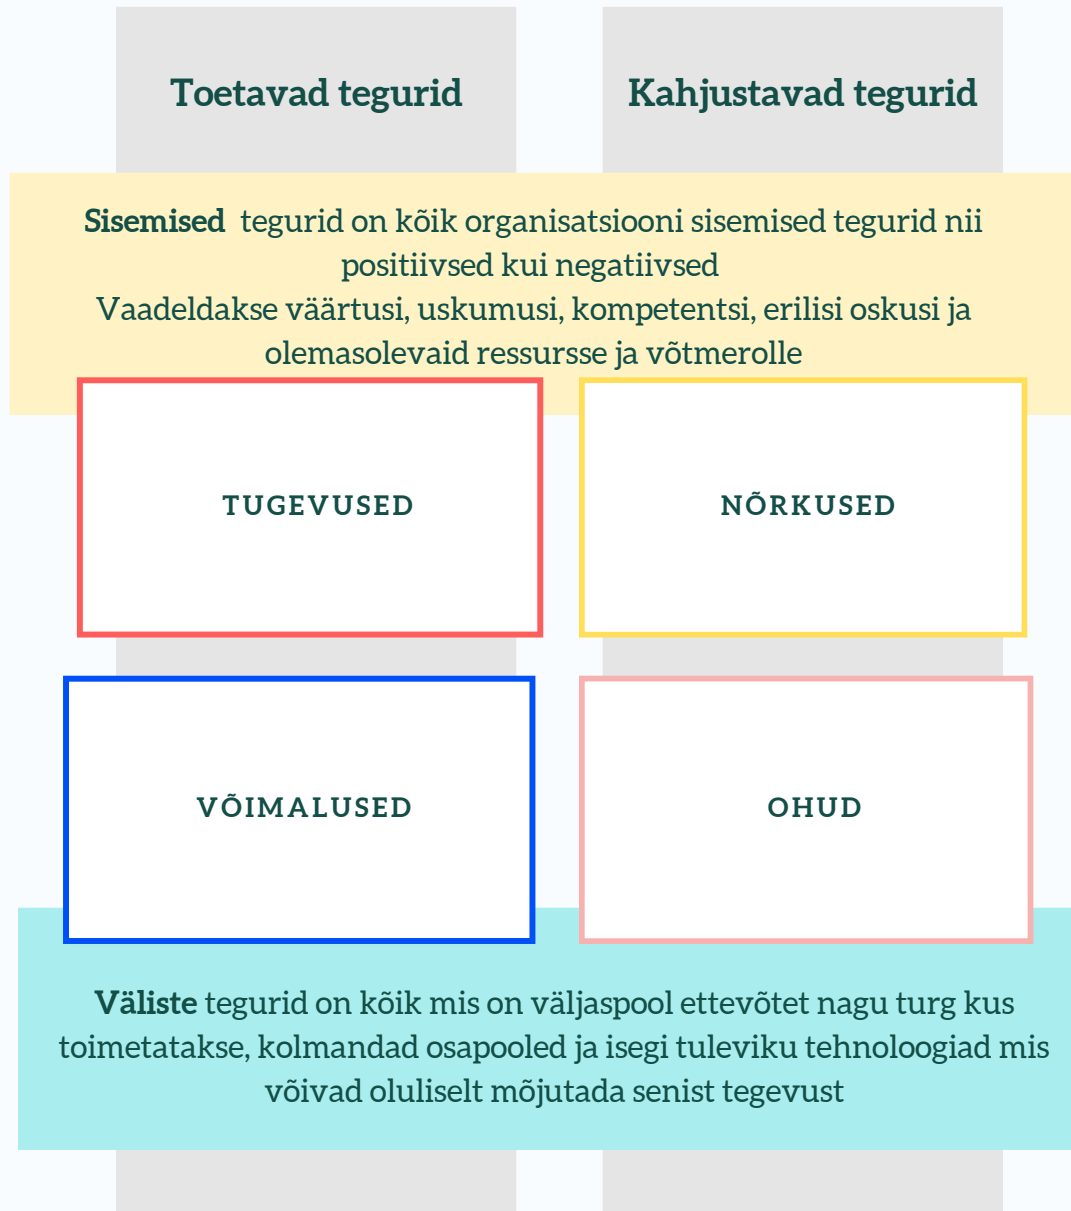 Toetavad tegurid
Kahjustavad tegurid
Sisemised tegurid on kõik organisatsiooni sisemised tegurid nii
positiivsed kui negatiivsed
Vaadeldakse väärtusi, uskumusi, kompetentsi, erilisi oskusi ja
olemasolevaid ressursse ja võtmerolle
TUGEVUSED
NÕRKUSED
VÕIMALUSED
OHUD
Väliste tegurid on kõik mis on väljaspool ettevõtet nagu turg kus
toimetatakse, kolmandad osapooled ja isegi tuleviku tehnoloogiad mis
võivad oluliselt mõjutada senist tegevust